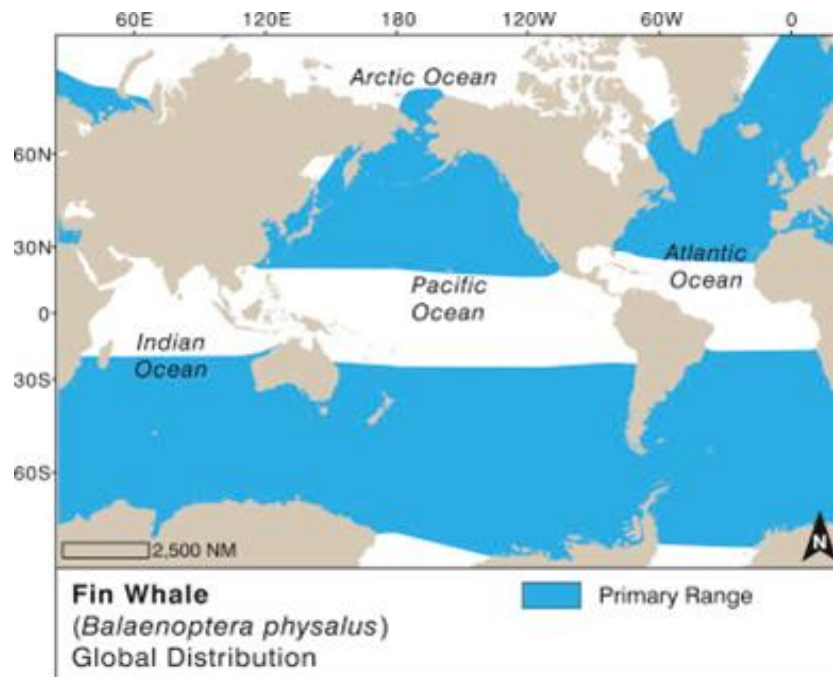 60E 120E 180 120W 60W 0
Arctic Ocean
60N
30N
Atlantic
Ocean
Pacific
Ocean
0
Indian
Ocean
30S
60S
2,500 NM
N
Fin Whale
(Balaenoptera physalus)
Global Distribution
Primary Range